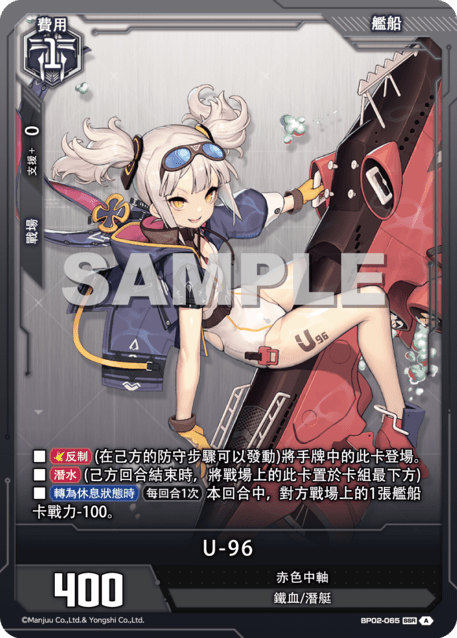 費用
1
艦船
支援+ 0
戰場
SAMPLE
U96
■ 反制 (在己方的防守步驟可以發動)將手牌中的此卡登場。
■ 潛水 (己方回合結束時，將戰場上的此卡置於卡組最下方)
■ 轉為休息狀態時 每回合1次 本回合中，對方戰場上的1張艦船
卡戰力-100。
U-96
400
赤色中軸
鐵血/潛艇
©Manjuu Co.,Ltd.& Yongshi Co.,Ltd.
BP02-065 SSR A